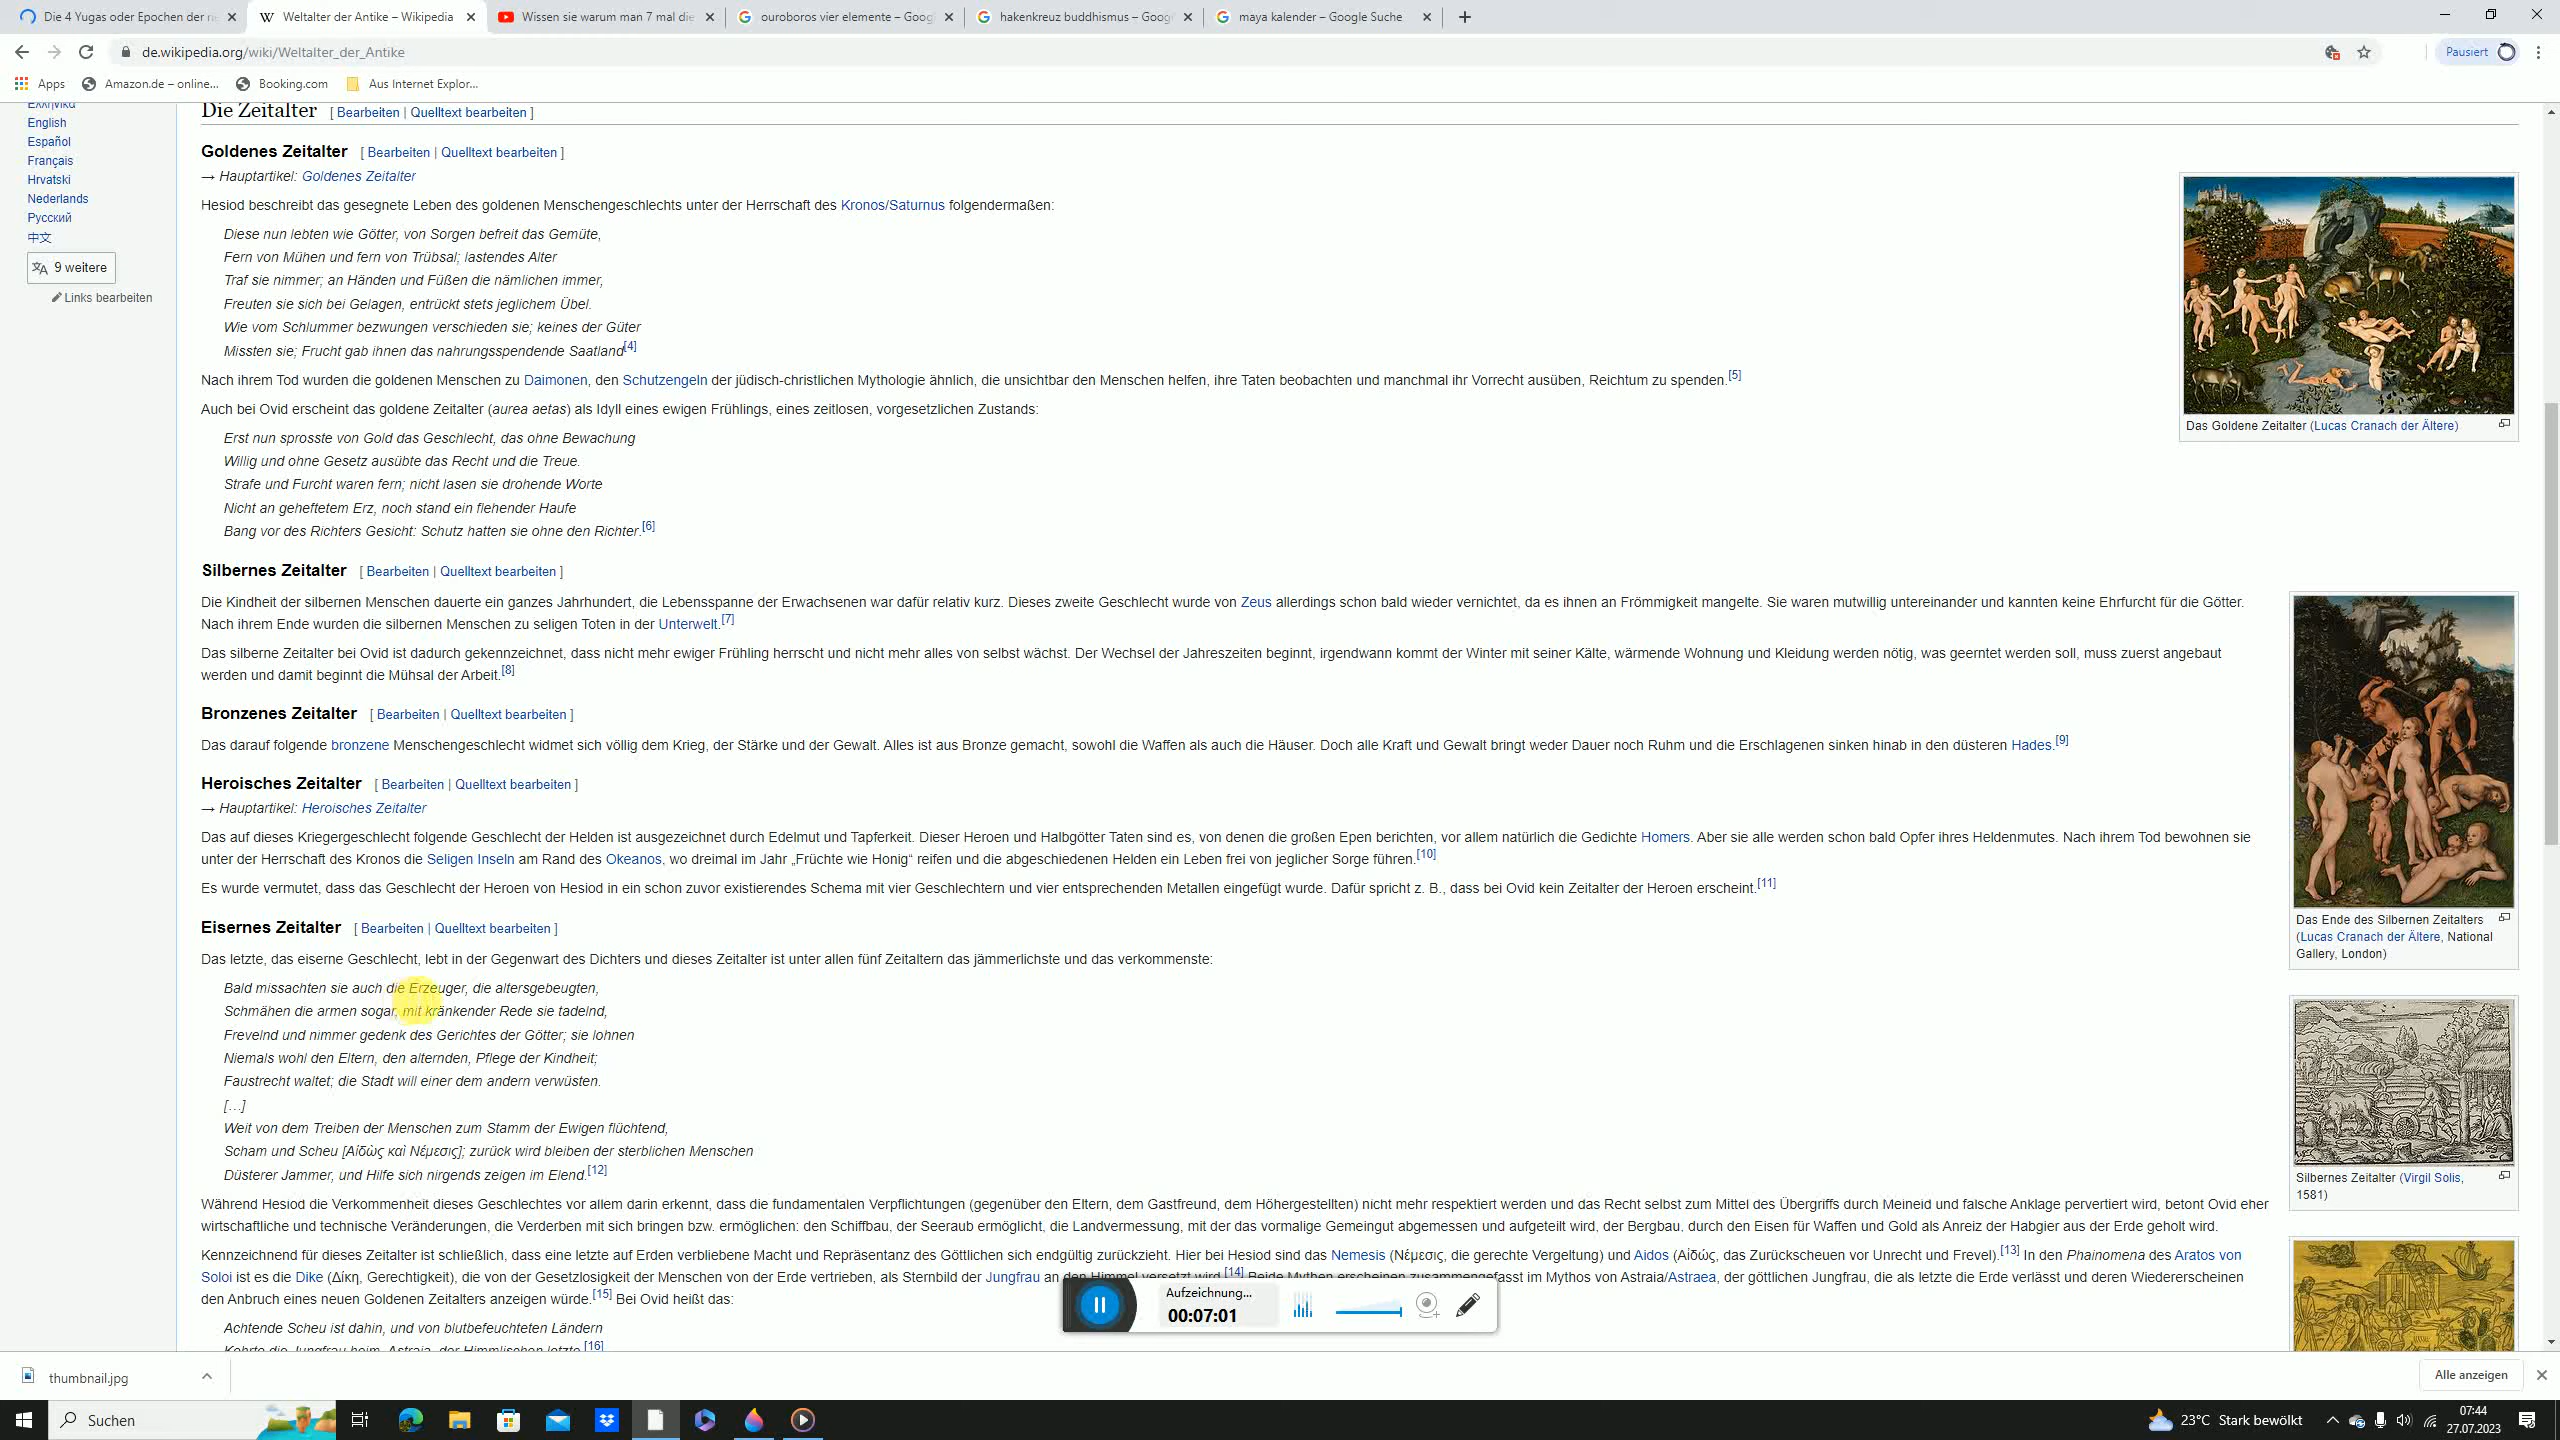 Die 4 Yugas oder Epochen der
Weltalter der Antike – Wikipedia
Wissen sie warum man 7 mal die
ouroboros vier elemente – Goog
hakenkreuz buddhismus – Goog
maya kalender – Google Suche
de.wikipedia.org/wiki/Weltalter_der_Antike
Pausiert
Apps
Amazon.de – online...
Booking.com
Aus Internet Explor...
Ελληνικά
English
Español
Français
Hrvatski
Nederlands
Русский
中文
9 weitere
Links bearbeiten
Die Zeitalter [ Bearbeiten | Quelltext bearbeiten ]
Goldenes Zeitalter [ Bearbeiten | Quelltext bearbeiten ]
→ Hauptartikel: Goldenes Zeitalter
Hesiod beschreibt das gesegnete Leben des goldenen Menschengeschlechts unter der Herrschaft des Kronos/Saturnus folgendermaßen:
Diese nun lebten wie Götter, von Sorgen befreit das Gemüte,
Fern von Mühen und fern von Trübsal; lastendes Alter
Traf sie nimmer; an Händen und Füßen die nämlichen immer,
Freuten sie sich bei Gelagen, entrückt stets jeglichem Übel.
Wie vom Schlummer bezwungen verschieden sie; keines der Güter
Missten sie; Frucht gab ihnen das nahrungsspendende Saatland[4]
Nach ihrem Tod wurden die goldenen Menschen zu Daimonen, den Schutzengeln der jüdisch-christlichen Mythologie ähnlich, die unsichtbar den Menschen helfen, ihre Taten beobachten und manchmal ihr Vorrecht ausüben, Reichtum zu spenden.[5]
Auch bei Ovid erscheint das goldene Zeitalter (aurea aetas) als Idyll eines ewigen Frühlings, eines zeitlosen, vorgesetzlichen Zustands:
Erst nun sprosste von Gold das Geschlecht, das ohne Bewachung
Willig und ohne Gesetz ausübte das Recht und die Treue.
Strafe und Furcht waren fern; nicht lasen sie drohende Worte
Nicht an geheftetem Erz, noch stand ein flehender Haufe
Bang vor des Richters Gesicht: Schutz hatten sie ohne den Richter.[6]
Das Goldene Zeitalter (Lucas Cranach der Ältere)
Silbernes Zeitalter [ Bearbeiten | Quelltext bearbeiten ]
Die Kindheit der silbernen Menschen dauerte ein ganzes Jahrhundert, die Lebensspanne der Erwachsenen war dafür relativ kurz. Dieses zweite Geschlecht wurde von Zeus allerdings schon bald wieder vernichtet, da es ihnen an Frömmigkeit mangelte. Sie waren mutwillig untereinander und kannten keine Ehrfurcht für die Götter.
Nach ihrem Ende wurden die silbernen Menschen zu seligen Toten in der Unterwelt.[7]
Das silberne Zeitalter bei Ovid ist dadurch gekennzeichnet, dass nicht mehr ewiger Frühling herrscht und nicht mehr alles von selbst wächst. Der Wechsel der Jahreszeiten beginnt, irgendwann kommt der Winter mit seiner Kälte, wärmende Wohnung und Kleidung werden nötig, was geerntet werden soll, muss zuerst angebaut
werden und damit beginnt die Mühsal der Arbeit.[8]
Bronzenes Zeitalter [ Bearbeiten | Quelltext bearbeiten ]
Das darauf folgende bronzene Menschengeschlecht widmet sich völlig dem Krieg, der Stärke und der Gewalt. Alles ist aus Bronze gemacht, sowohl die Waffen als auch die Häuser. Doch alle Kraft und Gewalt bringt weder Dauer noch Ruhm und die Erschlagenen sinken hinab in den düsteren Hades.[9]
Heroisches Zeitalter [ Bearbeiten | Quelltext bearbeiten ]
→ Hauptartikel: Heroisches Zeitalter
Das auf dieses Kriegergeschlecht folgende Geschlecht der Helden ist ausgezeichnet durch Edelmut und Tapferkeit. Dieser Heroen und Halbgötter Taten sind es, von denen die großen Epen berichten, vor allem natürlich die Gedichte Homers. Aber sie alle werden schon bald Opfer ihres Heldenmutes. Nach ihrem Tod bewohnen sie
unter der Herrschaft des Kronos die Seligen Inseln am Rand des Okeanos, wo dreimal im Jahr „Früchte wie Honig“ reifen und die abgeschiedenen Helden ein Leben frei von jeglicher Sorge führen.[10]
Es wurde vermutet, dass das Geschlecht der Heroen von Hesiod in ein schon zuvor existierendes Schema mit vier Geschlechtern und vier entsprechenden Metallen eingefügt wurde. Dafür spricht z. B., dass bei Ovid kein Zeitalter der Heroen erscheint.[11]
Das Ende des Silbernen Zeitalters
(Lucas Cranach der Ältere, National
Gallery, London)
Eisernes Zeitalter [ Bearbeiten | Quelltext bearbeiten ]
Das letzte, das eiserne Geschlecht, lebt in der Gegenwart des Dichters und dieses Zeitalter ist unter allen fünf Zeitaltern das jämmerlichste und das verkommenste:
Bald missachten sie auch die Erzeuger, die altersgebeugten,
Schmähen die armen sogar, mit kränkender Rede sie tadelnd,
Frevelnd und nimmer gedenk des Gerichtes der Götter; sie lohnen
Niemals wohl den Eltern, den alternden, Pflege der Kindheit;
Faustrecht waltet; die Stadt will einer dem andern verwüsten.
[…]
Weit von dem Treiben der Menschen zum Stamm der Ewigen flüchtend,
Scham und Scheu [Αἰδὼς καὶ Νέμεσις]; zurück wird bleiben der sterblichen Menschen
Düsterer Jammer, und Hilfe sich nirgends zeigen im Elend.[12]
Silbernes Zeitalter (Virgil Solis,
1581)
Während Hesiod die Verkommenheit dieses Geschlechtes vor allem darin erkennt, dass die fundamentalen Verpflichtungen (gegenüber den Eltern, dem Gastfreund, dem Höhergestellten) nicht mehr respektiert werden und das Recht selbst zum Mittel des Übergriffs durch Meineid und falsche Anklage pervertiert wird, betont Ovid eher
wirtschaftliche und technische Veränderungen, die Verderben mit sich bringen bzw. ermöglichen: den Schiffbau, der Seeraub ermöglicht, die Landvermessung, mit der das vormalige Gemeingut abgemessen und aufgeteilt wird, der Bergbau, durch den Eisen für Waffen und Gold als Anreiz der Habgier aus der Erde geholt wird.
Kennzeichnend für dieses Zeitalter ist schließlich, dass eine letzte auf Erden verbliebene Macht und Repräsentanz des Göttlichen sich endgültig zurückzieht. Hier bei Hesiod sind das Nemesis (Νέμεσις, die gerechte Vergeltung) und Aidos (Αἰδώς, das Zurückscheuen vor Unrecht und Frevel).[13] In den Phainomena des Aratos von
Soloi ist es die Dike (Δίκη, Gerechtigkeit), die von der Gesetzlosigkeit der Menschen von der Erde vertrieben, als Sternbild der Jungfrau an den Himmel versetzt wird.[14] Beide Mythen erscheinen zusammengefasst im Mythos von Astraia/Astraea, der göttlichen Jungfrau, die als letzte die Erde verlässt und deren Wiedererscheinen
den Anbruch eines neuen Goldenen Zeitalters anzeigen würde.[15] Bei Ovid heißt das:
Achtende Scheu ist dahin, und von blutbefeuchteten Ländern
Kehrte die Jungfrau heim, Astraia, der Himmlischen letzte.[16]
Aufzeichnung...
00:07:01
thumbnail.jpg
Alle anzeigen
Suchen
23°C Stark bewölkt
07:44
27.07.2023